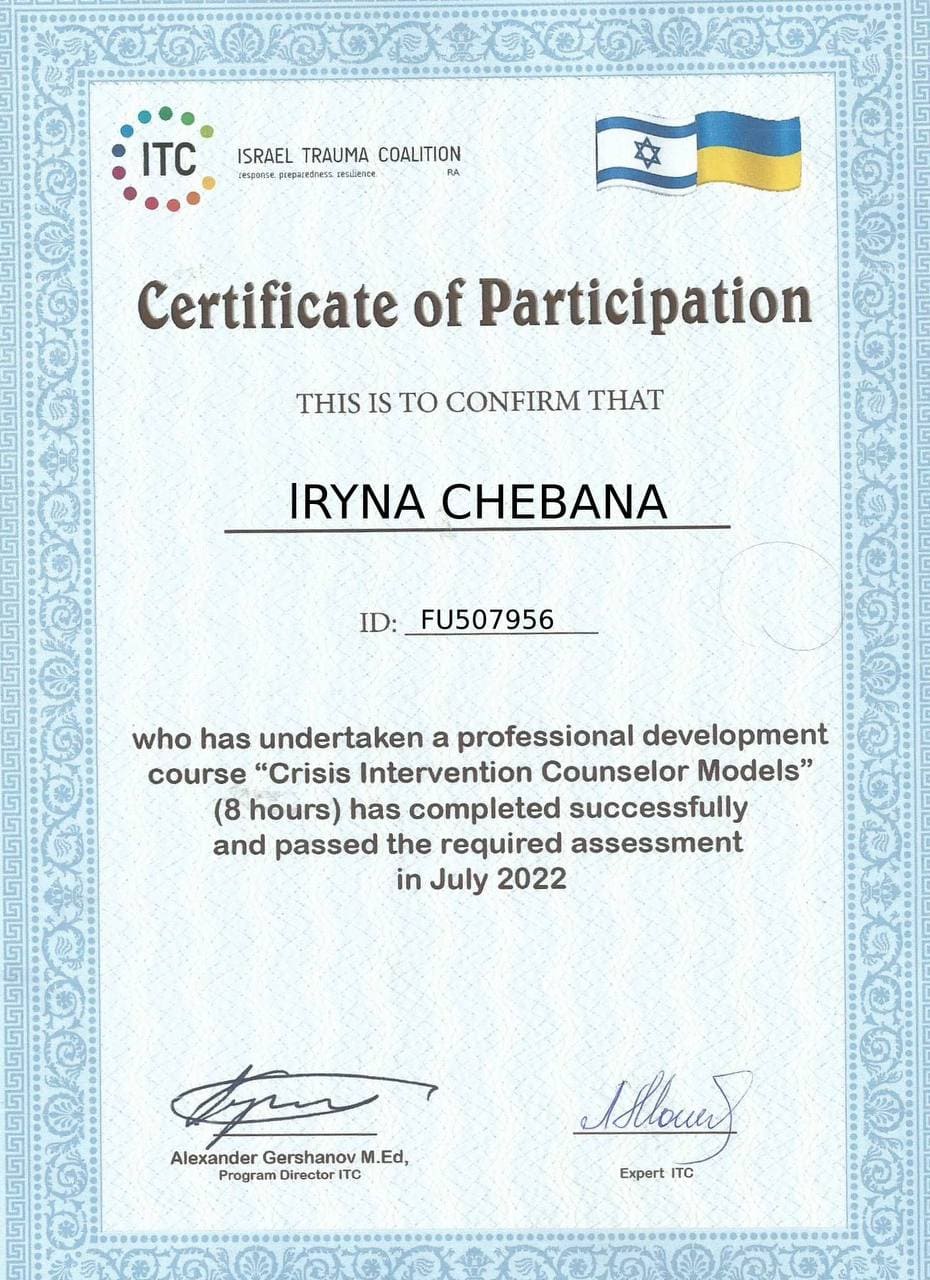 ITC
ISRAEL TRAUMA COALITION
response. preparedness. resilience. RA
Certificate of Participation
THIS IS TO CONFIRM THAT
IRYNA CHEBANA
ID: FU507956
who has undertaken a professional development
course “Crisis Intervention Counselor Models”
(8 hours) has completed successfully
and passed the required assessment
in July 2022
Alexander Gershanov M.Ed,
Program Director ITC
Expert ITC